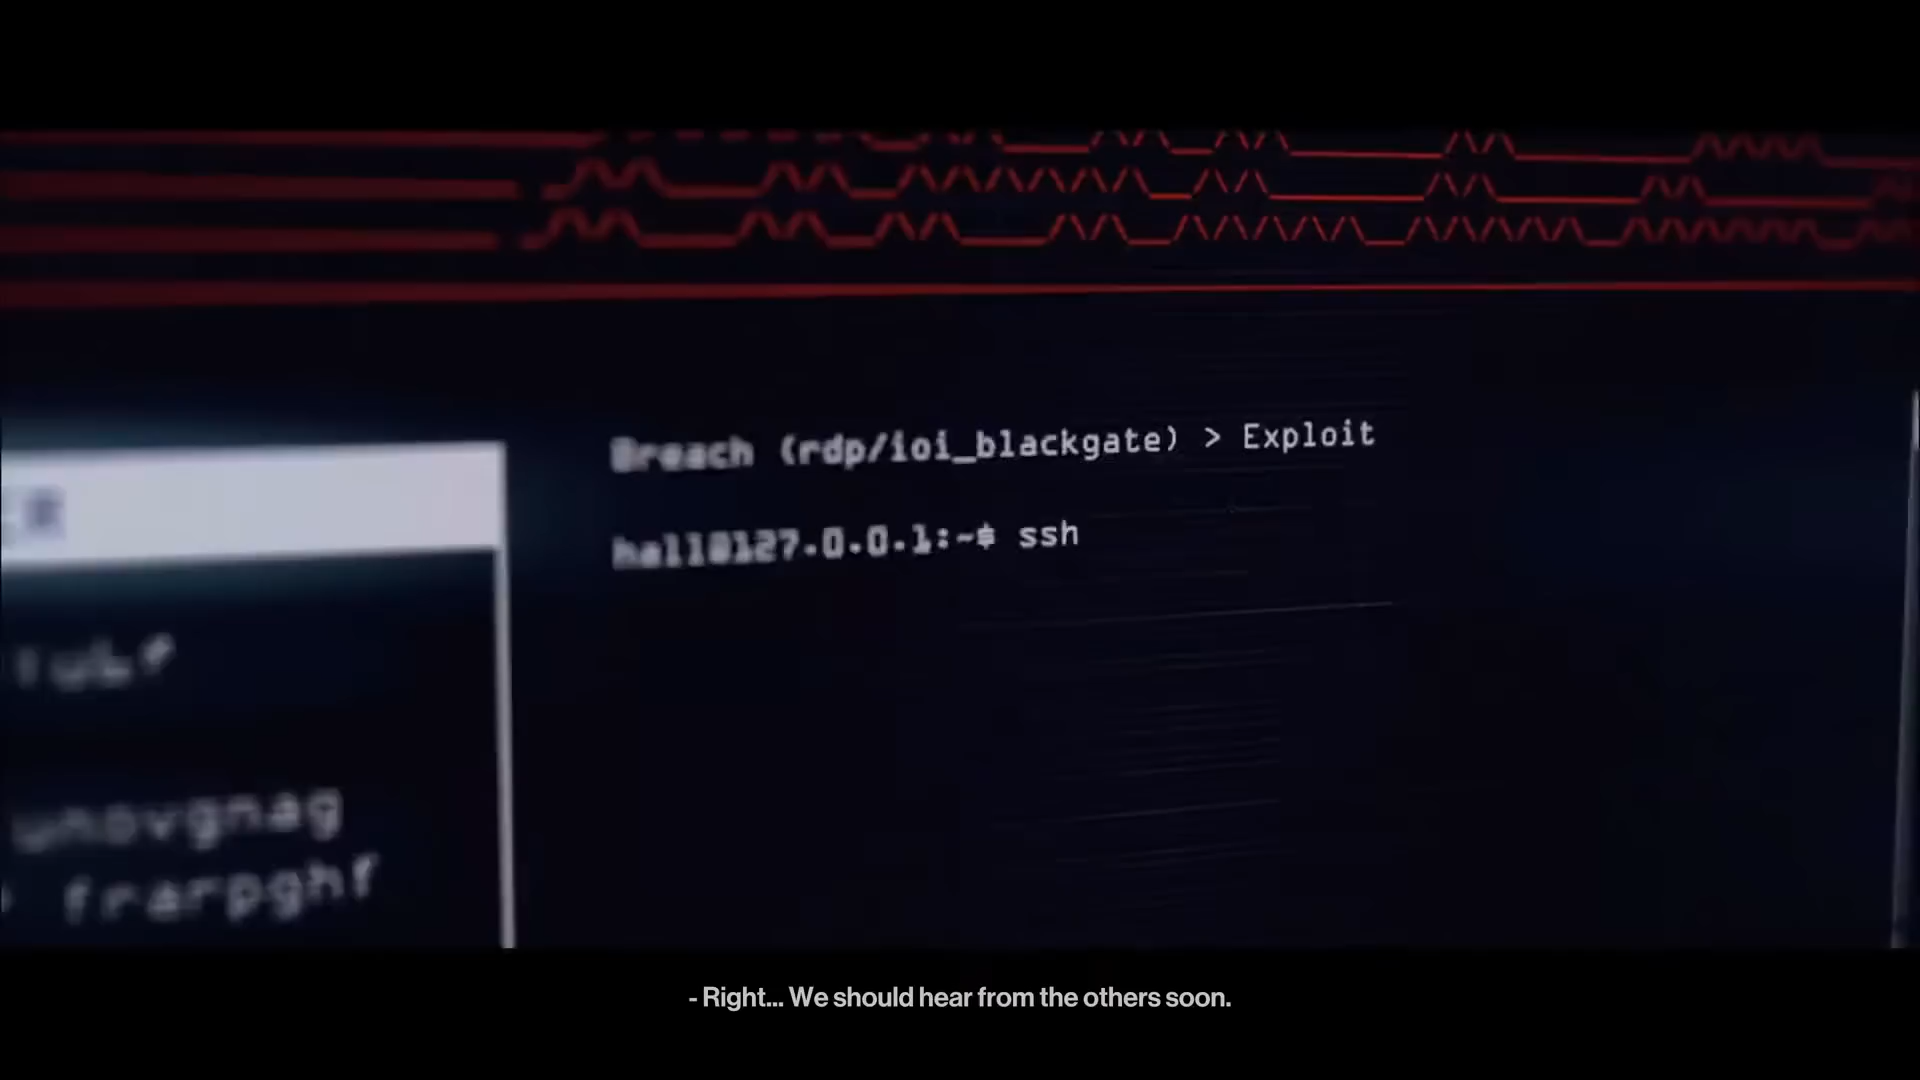 Breach (rdp/ioi_blackgate) > Exploit
hall@127.0.0.1:~$ ssh
unovgnag
frarpghf
- Right... We should hear from the others soon.